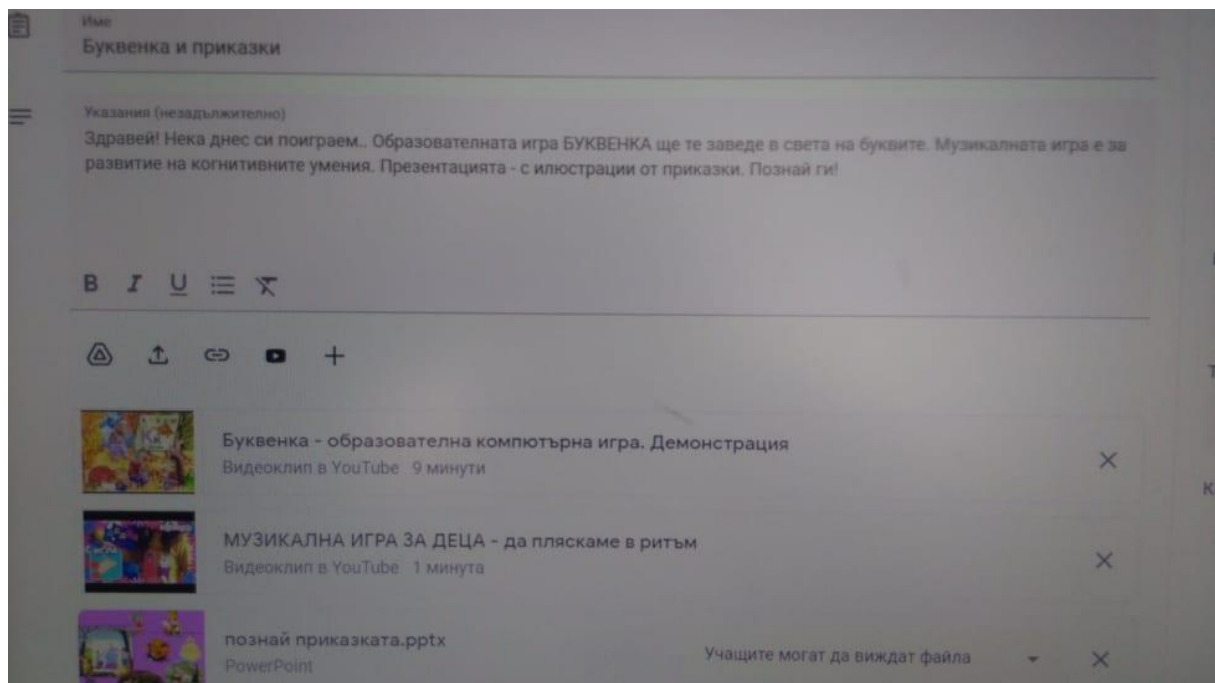 Име
Буквенка и приказки
Указания (незадължително)
Здравей! Нека днес си поиграем.. Образователната игра БУКВЕНКА ще те заведе в света на буквите. Музикалната игра е за
развитие на когнитивните умения. Презентацията - с илюстрации от приказки. Познай ги!
B I U
Буквенка - образователна компютърна игра. Демонстрация
Видеоклип в YouTube 9 минути
МУЗИКАЛНА ИГРА ЗА ДЕЦА - да пляскаме в ритъм
Видеоклип в YouTube 1 минута
познай приказката.pptx
PowerPoint
Учащите могат да виждат файла